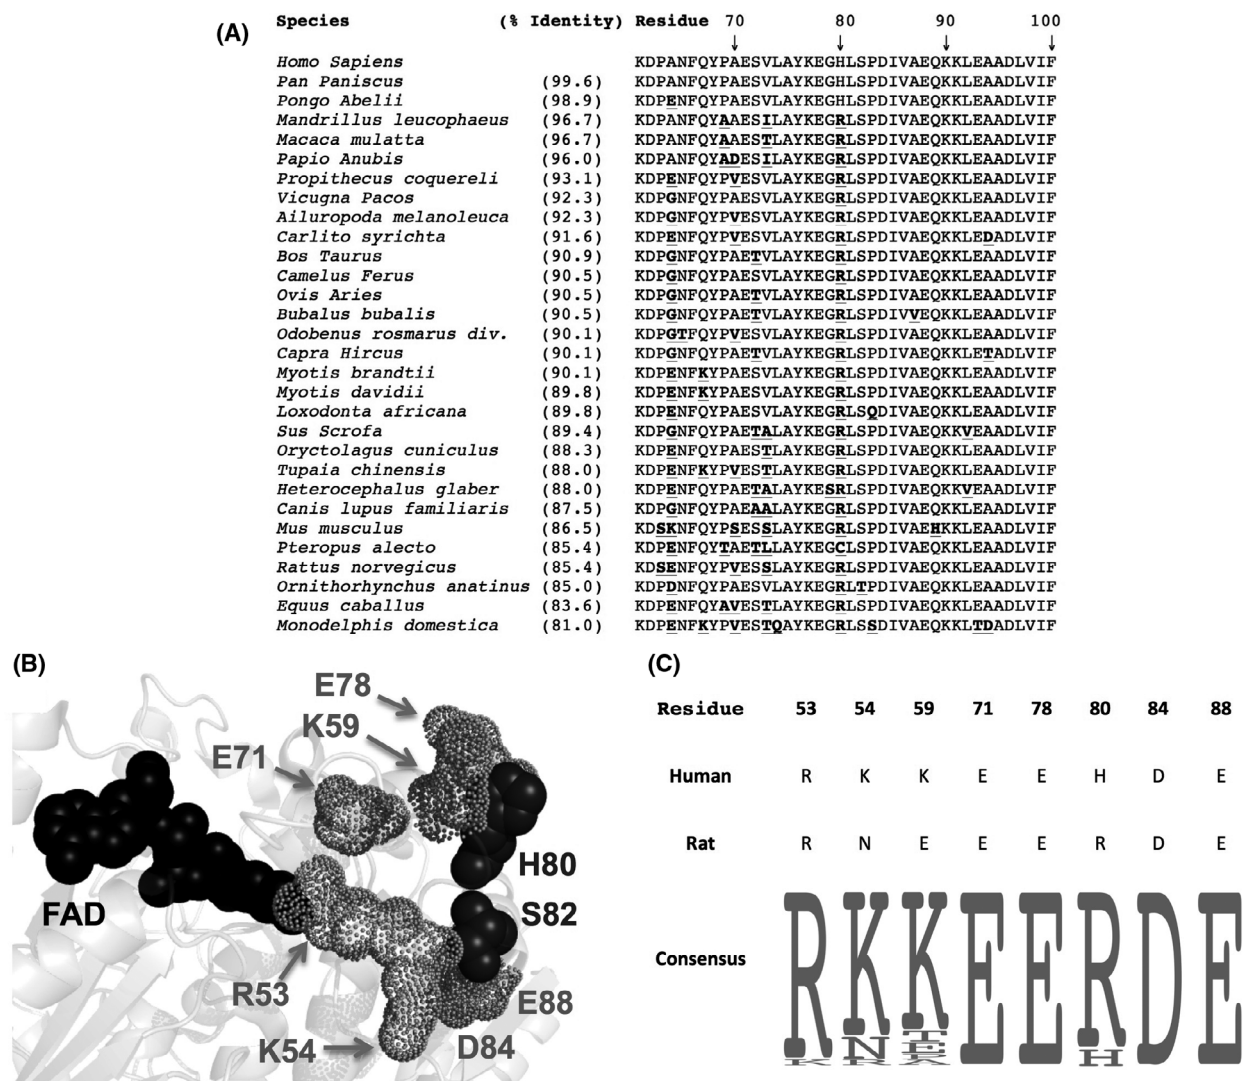 (A)
Species (% Identity) Residue 70 80 90 100
Homo Sapiens KDPANFQYPAESVLAYKEGHLSPDIVAEQKKLEAADLVIF
Pan Paniscus (99.6) KDPANFQYPAESVLAYKEGHLSPDIVAEQKKLEAADLVIF
Pongo Abelii (98.9) KDPENFQYPAESVLAYKEGHLSPDIVAEQKKLEAADLVIF
Mandrillus leucophaeus (96.7) KDPANFQYAAESILAYKEGRLSPDIVAEQKKLEAADLVIF
Macaca mulatta (96.7) KDPANFQYAAESTLAYKEGRLSPDIVAEQKKLEAADLVIF
Papio Anubis (96.0) KDPANFQYADESILAYKEGRLSPDIVAEQKKLEAADLVIF
Propithecus coquereli (93.1) KDPENFQYPVESVLAYKEGRLSPDIVAEQKKLEAADLVIF
Vicugna Pacos (92.3) KDPGNFQYPAESVLAYKEGRLSPDIVAEQKKLEAADLVIF
Ailuropoda melanoleuca (92.3) KDPGNFQYPVESVLAYKEGRLSPDIVAEQKKLEAADLVIF
Carlito syrichta (91.6) KDPENFQYPVESVLAYKEGRLSPDIVAEQKKLEDADLVIF
Bos Taurus (90.9) KDPGNFQYPAETVLAYKEGRLSPDIVAEQKKLEAADLVIF
Camelus Ferus (90.5) KDPGNFQYPAESVLAYKEGRLSPDIVAEQKKLEAADLVIF
Ovis Aries (90.5) KDPGNFQYPAETVLAYKEGRLSPDIVAEQKKLEAADLVIF
Bubalus bubalis (90.5) KDPGNFQYPAETVLAYKEGRLSPDIVVEQKKLEAADLVIF
Odobenus rosmarus div. (90.1) KDPGTFQYPVESVLAYKEGRLSPDIVAEQKKLEAADLVIF
Capra Hircus (90.1) KDPGNFQYPAETVLAYKEGRLSPDIVAEQKKLETADLVIF
Myotis brandtii (90.1) KDPENFKYPAESVLAYKEGRLSPDIVAEQKKLEAADLVIF
Myotis davidii (89.8) KDPENFKYPAESVLAYKEGRLSPDIVAEQKKLEAADLVIF
Loxodonta africana (89.8) KDPENFQYPAESVLAYKEGRLSQDIVAEQKKLEAADLVIF
Sus Scrofa (89.4) KDPGNFQYPAETALAYKEGRLSPDIVAEQKKVEAADLVIF
Oryctolagus cuniculus (88.3) KDPENFQYPAESTLAYKEGRLSPDIVAEQKKLEAADLVIF
Tupaia chinensis (88.0) KDPENFKYPVESTLAYKEGRLSPDIVAEQKKLEAADLVIF
Heterocephalus glaber (88.0) KDPENFQYPAETALAYKESRLSPDIVAEQKKVEAADLVIF
Canis lupus familiaris (87.5) KDPGNFQYPAEAALAYKEGRLSPDIVAEQKKLEAADLVIF
Mus musculus (86.5) KDSKNFQYPSESSLAYKEGRLSPDIVAEHKKLEAADLVIF
Pteropus alecto (85.4) KDPENFQYTAETLLAYKEGCLSPDIVAEQKKLEAADLVIF
Rattus norvegicus (85.4) KDSENFQYPVESSLAYKEGRLSPDIVAEQKKLEAADLVIF
Ornithorhynchus anatinus (85.0) KDPDNFQYPAESVLAYKEGRLTPDIVAEQKKLEAADLVIF
Equus caballus (83.6) KDPENFQYAVESTLAYKEGRLSPDIVAEQKKLEAADLVIF
Monodelphis domestica (81.0) KDPENFKYPVESTQAYKEGRLSSDIVAEQKKLTDADLVIF
(B)
E78
K59
E71
H80
S82
FAD
R53
E88
K54
D84
(C)
Residue 53 54 59 71 78 80 84 88
Human R K K E E H D E
Rat R N E E E R D E
Consensus R K K E E R D E